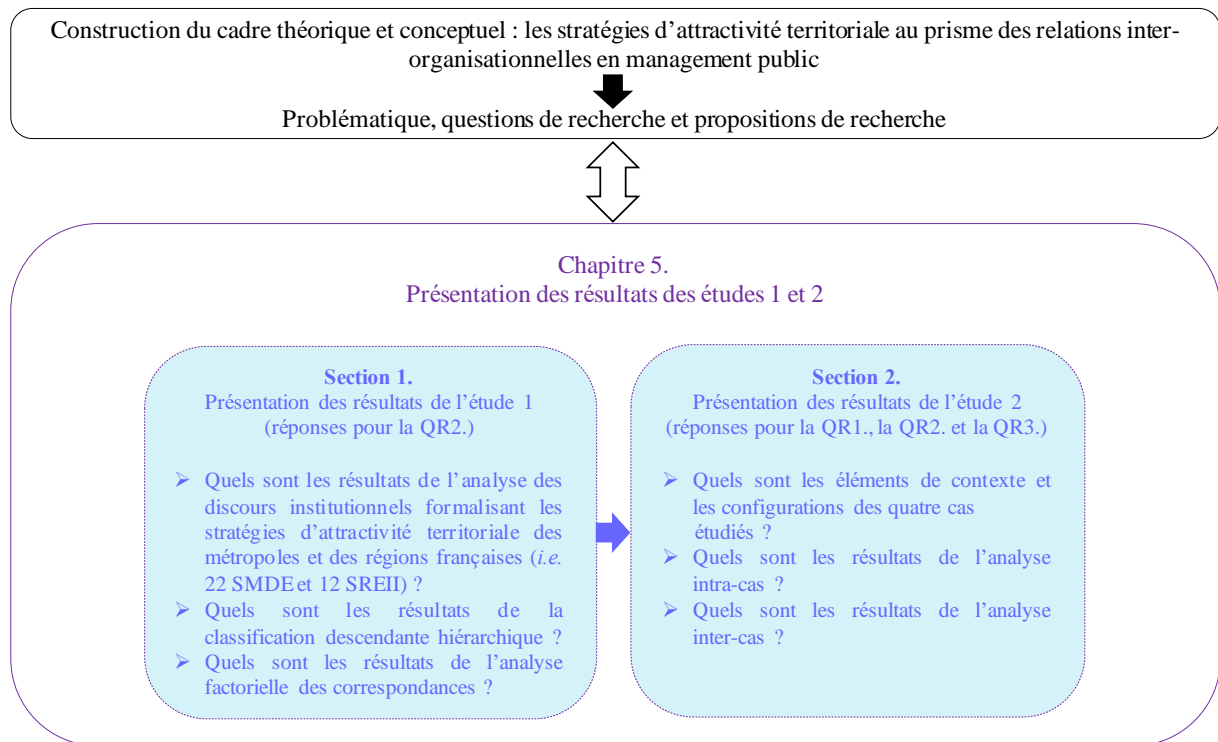 Construction du cadre théorique et conceptuel : les stratégies d’attractivité territoriale au prisme des relations inter-
organisationnelles en management public
Problématique, questions de recherche et propositions de recherche
Chapitre 5.
Présentation des résultats des études 1 et 2
Section 1.
Présentation des résultats de l’étude 1
(réponses pour la QR2.)
➢ Quels sont les résultats de l’analyse des
discours institutionnels formalisant les
stratégies d’attractivité territoriale des
métropoles et des régions françaises (i.e.
22 SMDE et 12 SREII) ?
➢ Quels sont les résultats de la
classification descendante hiérarchique ?
➢ Quels sont les résultats de l’analyse
factorielle des correspondances ?
Section 2.
Présentation des résultats de l’étude 2
(réponses pour la QR1., la QR2. et la QR3.)
➢ Quels sont les éléments de contexte et
les configurations des quatre cas
étudiés ?
➢ Quels sont les résultats de l’analyse
intra-cas ?
➢ Quels sont les résultats de l’analyse
inter-cas ?